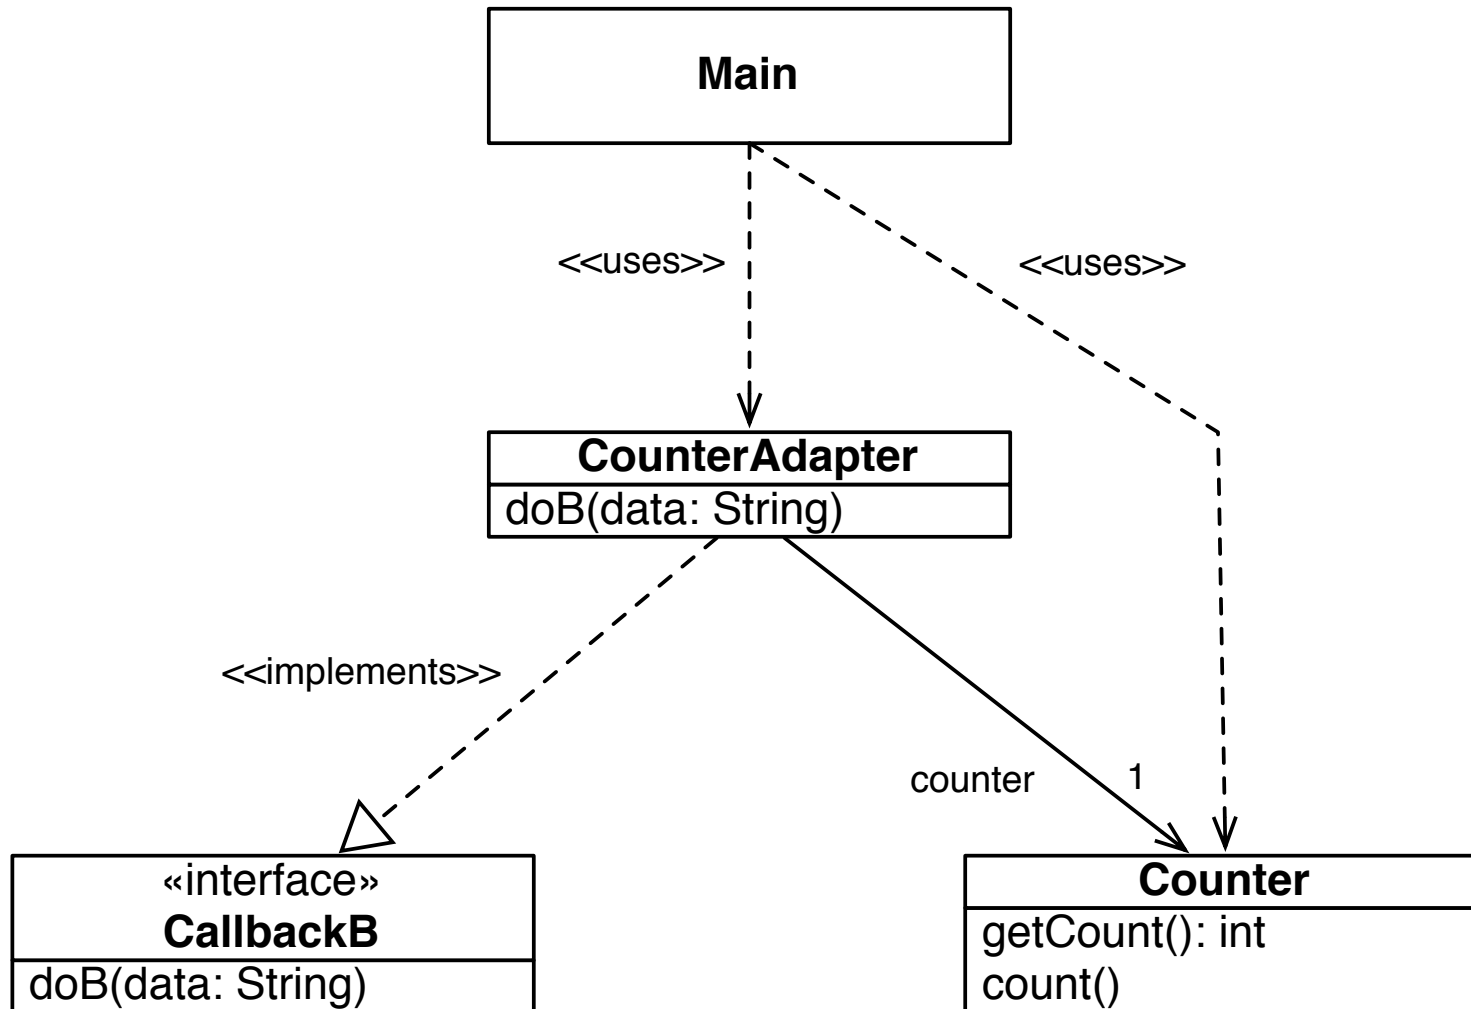 Main
<<uses>>
<<uses>>
CounterAdapter
doB(data: String)
<<implements>>
counter
1
«interface»
CallbackB
doB(data: String)
Counter
getCount(): int
count()